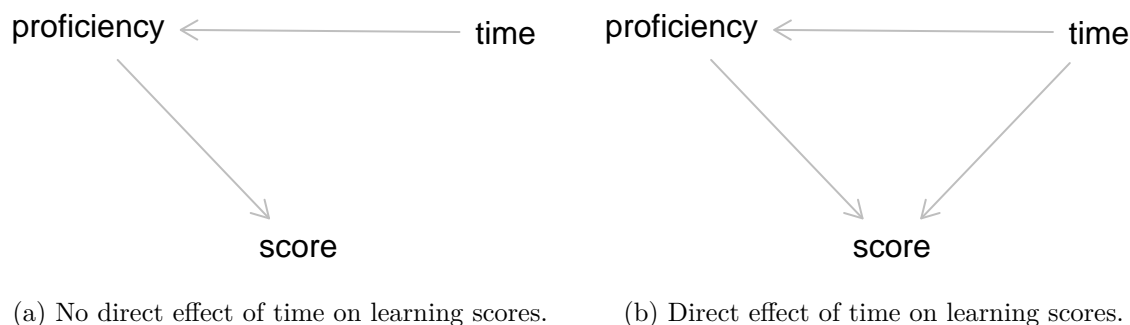 proficiency time proficiency time
score score
(a) No direct effect of time on learning scores. (b) Direct effect of time on learning scores.